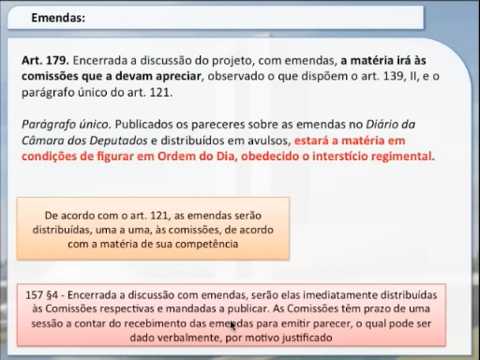 Emendas:
Art. 179. Encerrada a discussão do projeto, com emendas, a matéria irá às
comissões que a devam apreciar, observado o que dispõem o art. 139, II, e o
parágrafo único do art. 121.
Parágrafo único. Publicados os pareceres sobre as emendas no Diário da
Câmara dos Deputados e distribuídos em avulsos, estará a matéria em
condições de figurar em Ordem do Dia, obedecido o interstício regimental.
De acordo com o art. 121, as emendas serão
distribuídas, uma a uma, às comissões, de acordo
com a matéria de sua competência
157 §4 - Encerrada a discussão com emendas, serão elas imediatamente distribuídas
às Comissões respectivas e mandadas a publicar. As Comissões têm prazo de uma
sessão a contar do recebimento das emendas para emitir parecer, o qual pode ser
dado verbalmente, por motivo justificado